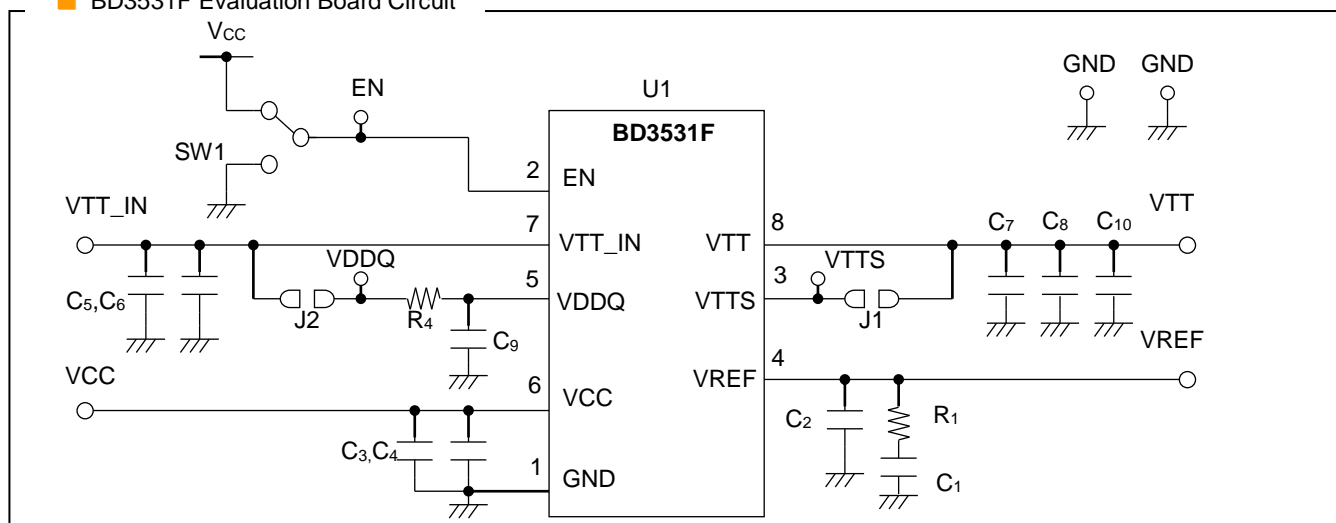 BD3531F Evaluation Board Circuit
VCC
EN
SW1
U1
BD3531F
GND GND
2 EN
VTT_IN
7 VTT_IN
VDDQ
5 VDDQ
C5,C6
J2
R4
C9
VCC
6 VCC
C3,C4
1 GND
VTT 8
C7 C8 C10
VTT
VTTS 3
VTTS
J1
VREF 4
VREF
C2
R1
C1